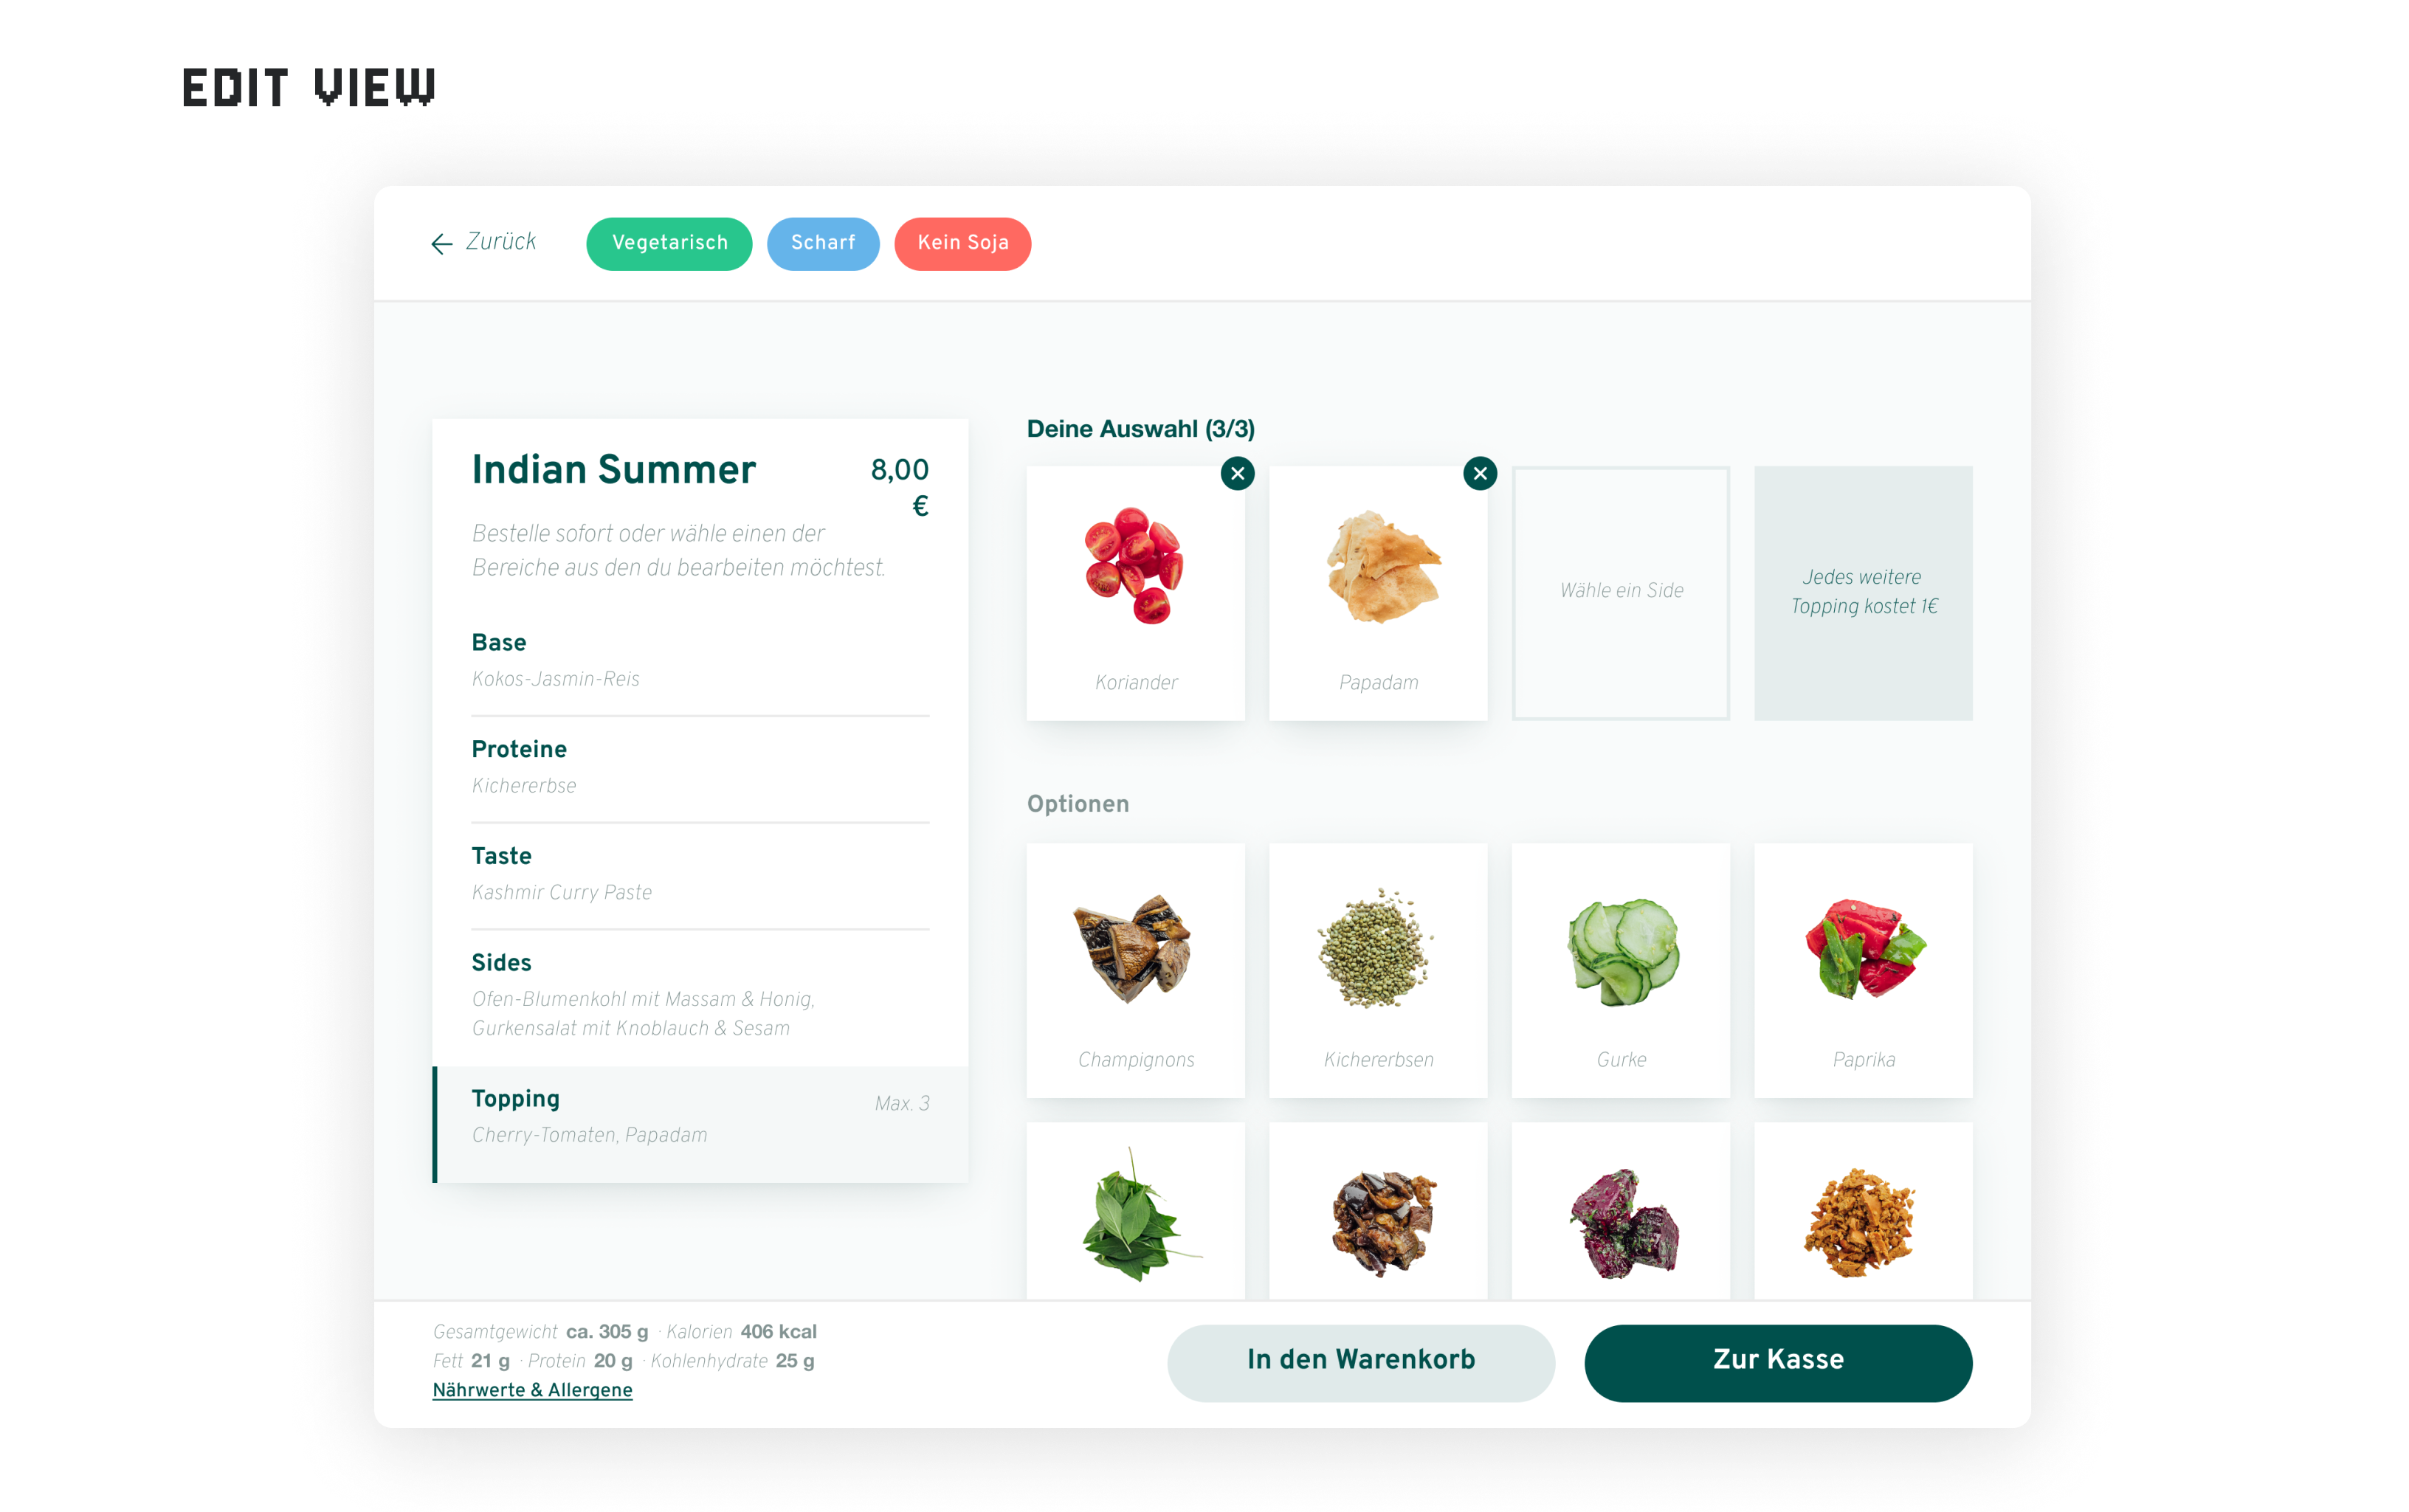 EDIT VIEW
Zurück
Vegetarisch
Scharf
Kein Soja
Indian Summer
8,00
€
Bestelle sofort oder wähle einen der
Bereiche aus den du bearbeiten möchtest.
Base
Kokos-Jasmin-Reis
Proteine
Kichererbse
Taste
Kashmir Curry Paste
Sides
Ofen-Blumenkohl mit Massam & Honig,
Gurkensalat mit Knoblauch & Sesam
Topping
Max. 3
Cherry-Tomaten, Papadam
Deine Auswahl (3/3)
Koriander
Papadam
Wähle ein Side
Jedes weitere
Topping kostet 1€
Optionen
Champignons
Kichererbsen
Gurke
Paprika
Gesamtgewicht ca. 305 g · Kalorien 406 kcal
Fett 21 g · Protein 20 g · Kohlenhydrate 25 g
Nährwerte & Allergene
In den Warenkorb
Zur Kasse